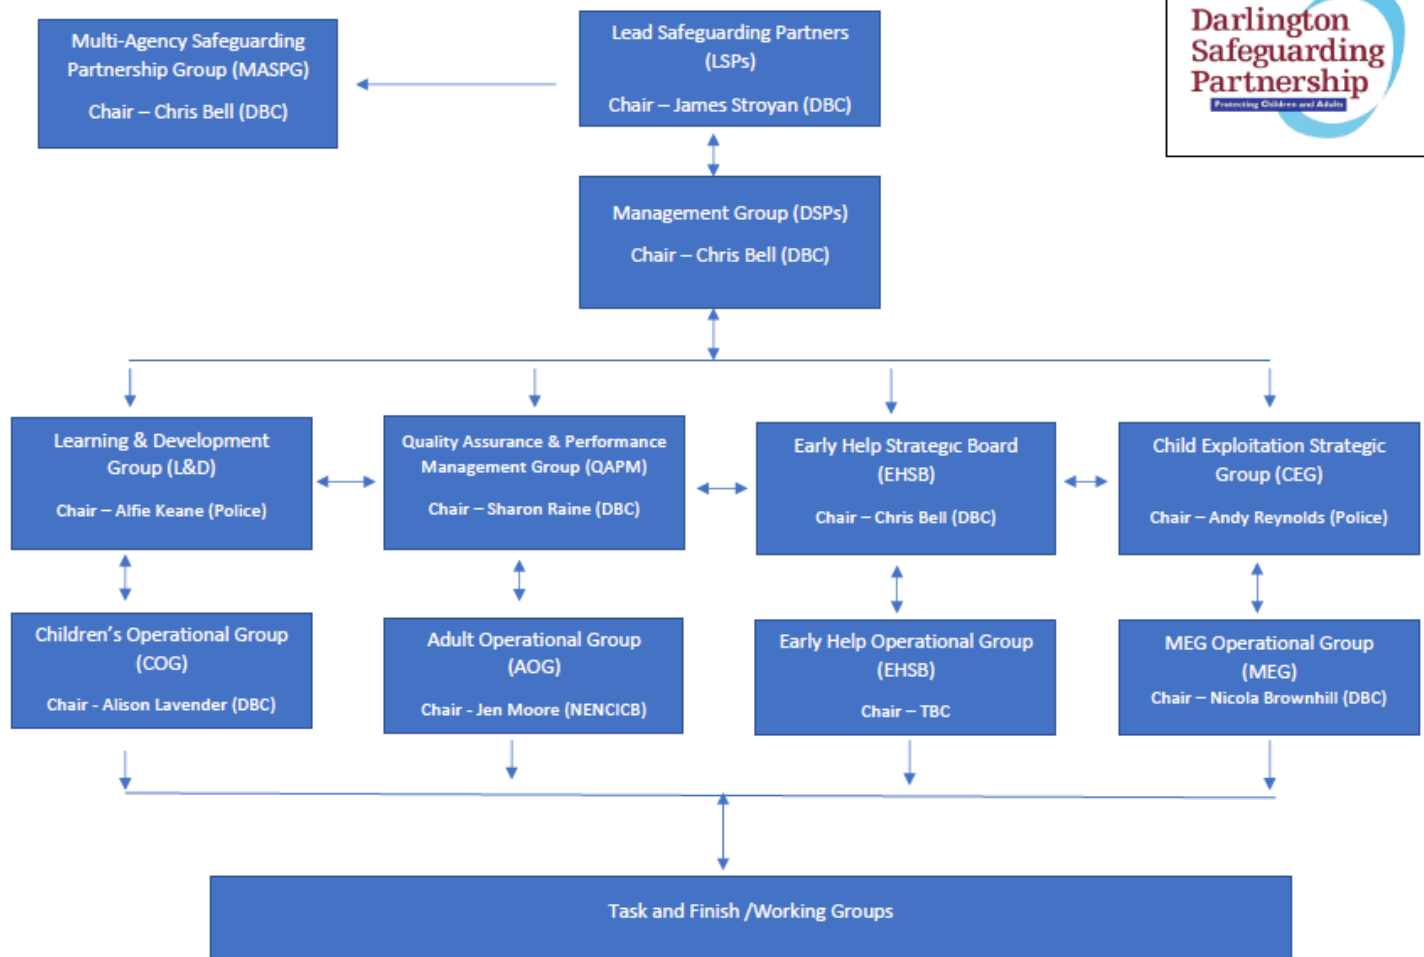 Multi-Agency Safeguarding
Partnership Group (MASPG)
Chair – Chris Bell (DBC)
Lead Safeguarding Partners
(LSPs)
Chair – James Stroyan (DBC)
Darlington
Safeguarding
Partnership
Protecting Children and Adults
Management Group (DSPs)
Chair – Chris Bell (DBC)
Learning & Development
Group (L&D)
Chair – Alfie Keane (Police)
Quality Assurance & Performance
Management Group (QAPM)
Chair – Sharon Raine (DBC)
Early Help Strategic Board
(EHSB)
Chair – Chris Bell (DBC)
Child Exploitation Strategic
Group (CEG)
Chair – Andy Reynolds (Police)
Children's Operational Group
(COG)
Chair - Alison Lavender (DBC)
Adult Operational Group
(AOG)
Chair - Jen Moore (NENCICB)
Early Help Operational Group
(EHSB)
Chair – TBC
MEG Operational Group
(MEG)
Chair – Nicola Brownhill (DBC)
Task and Finish /Working Groups